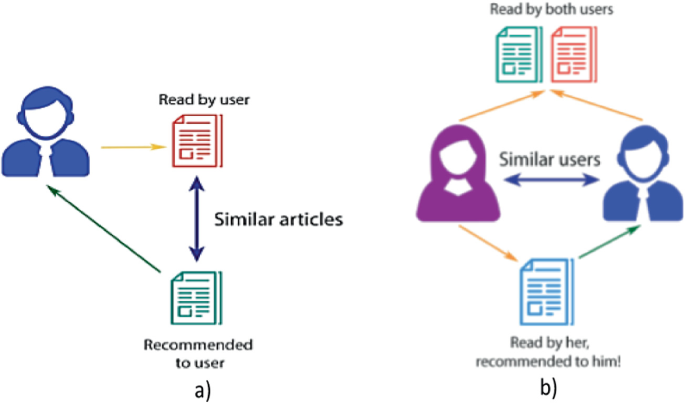 Read by user
Similar articles
Recommended
to user
a)
Read by both users
Similar users
Read by her,
recommended to him!
b)